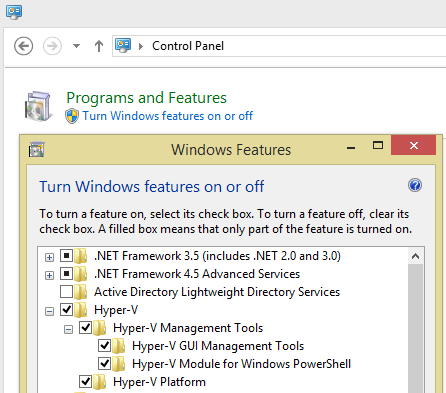 Control Panel
Programs and Features
Turn Windows features on or off
Windows Features
Turn Windows features on or off
To turn a feature on, select its check box. To turn a feature off, clear its
check box. A filled box means that only part of the feature is turned on.
.NET Framework 3.5 (includes .NET 2.0 and 3.0)
.NET Framework 4.5 Advanced Services
Active Directory Lightweight Directory Services
Hyper-V
Hyper-V Management Tools
Hyper-V GUI Management Tools
Hyper-V Module for Windows PowerShell
Hyper-V Platform